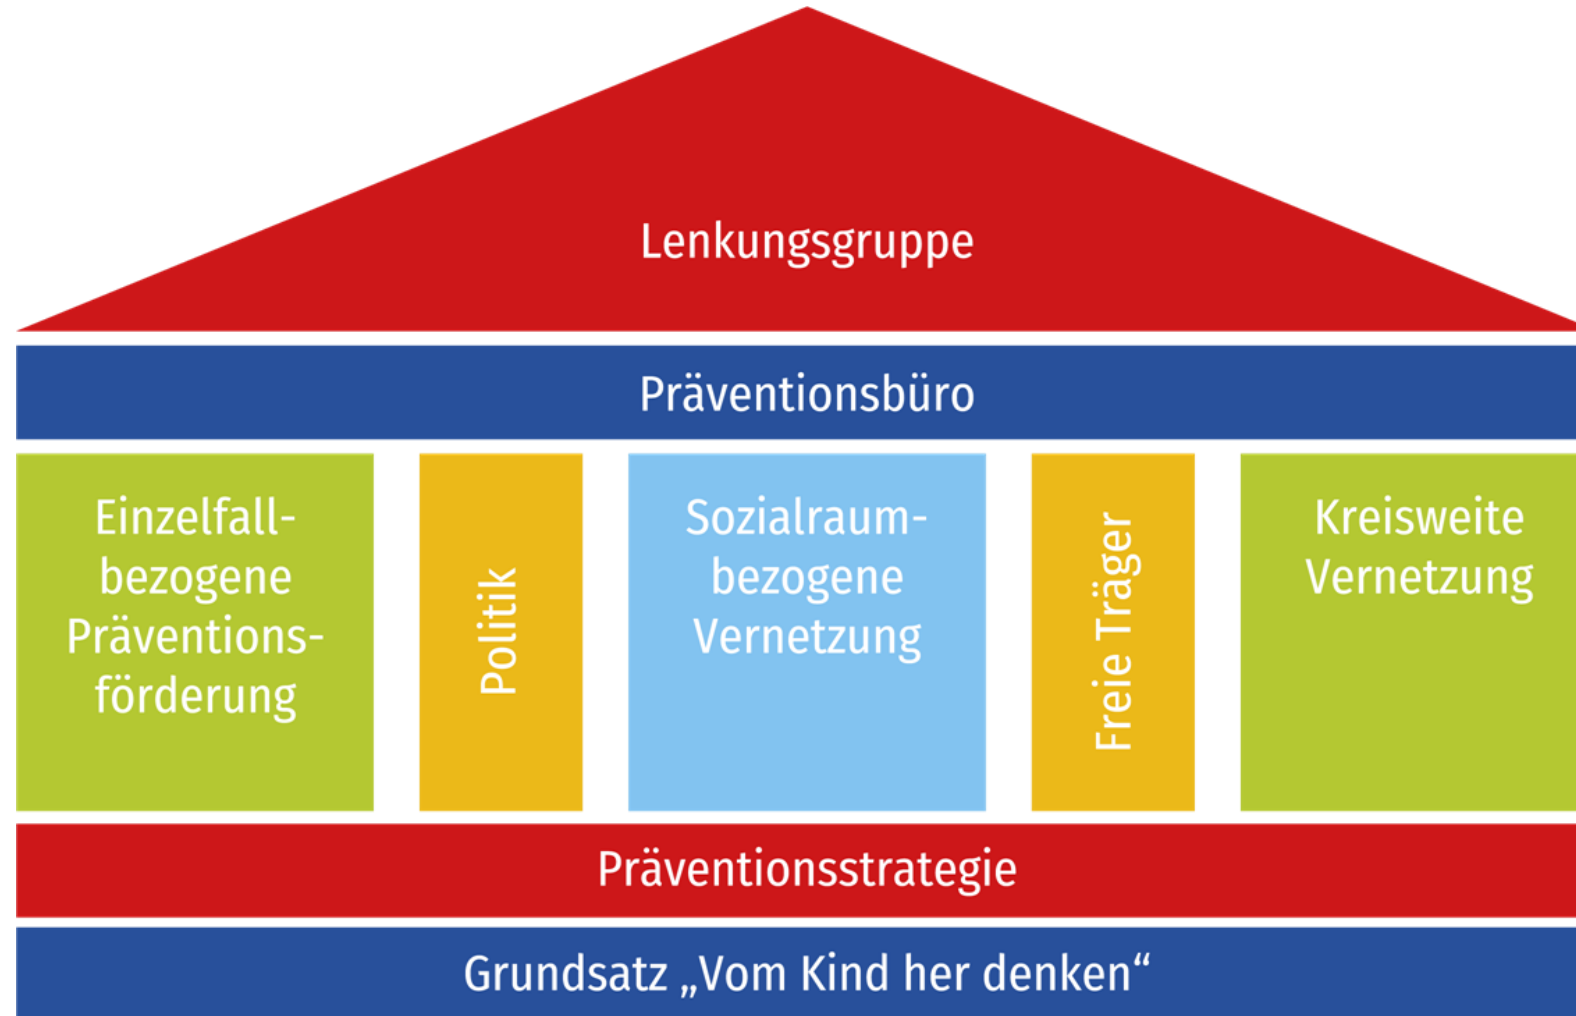 Lenkungsgruppe
Präventionsbüro
Einzelfall-
bezogene
Präventions-
förderung
Politik
Sozialraum-
bezogene
Vernetzung
Freie Träger
Kreisweite
Vernetzung
Präventionsstrategie
Grundsatz „Vom Kind her denken“